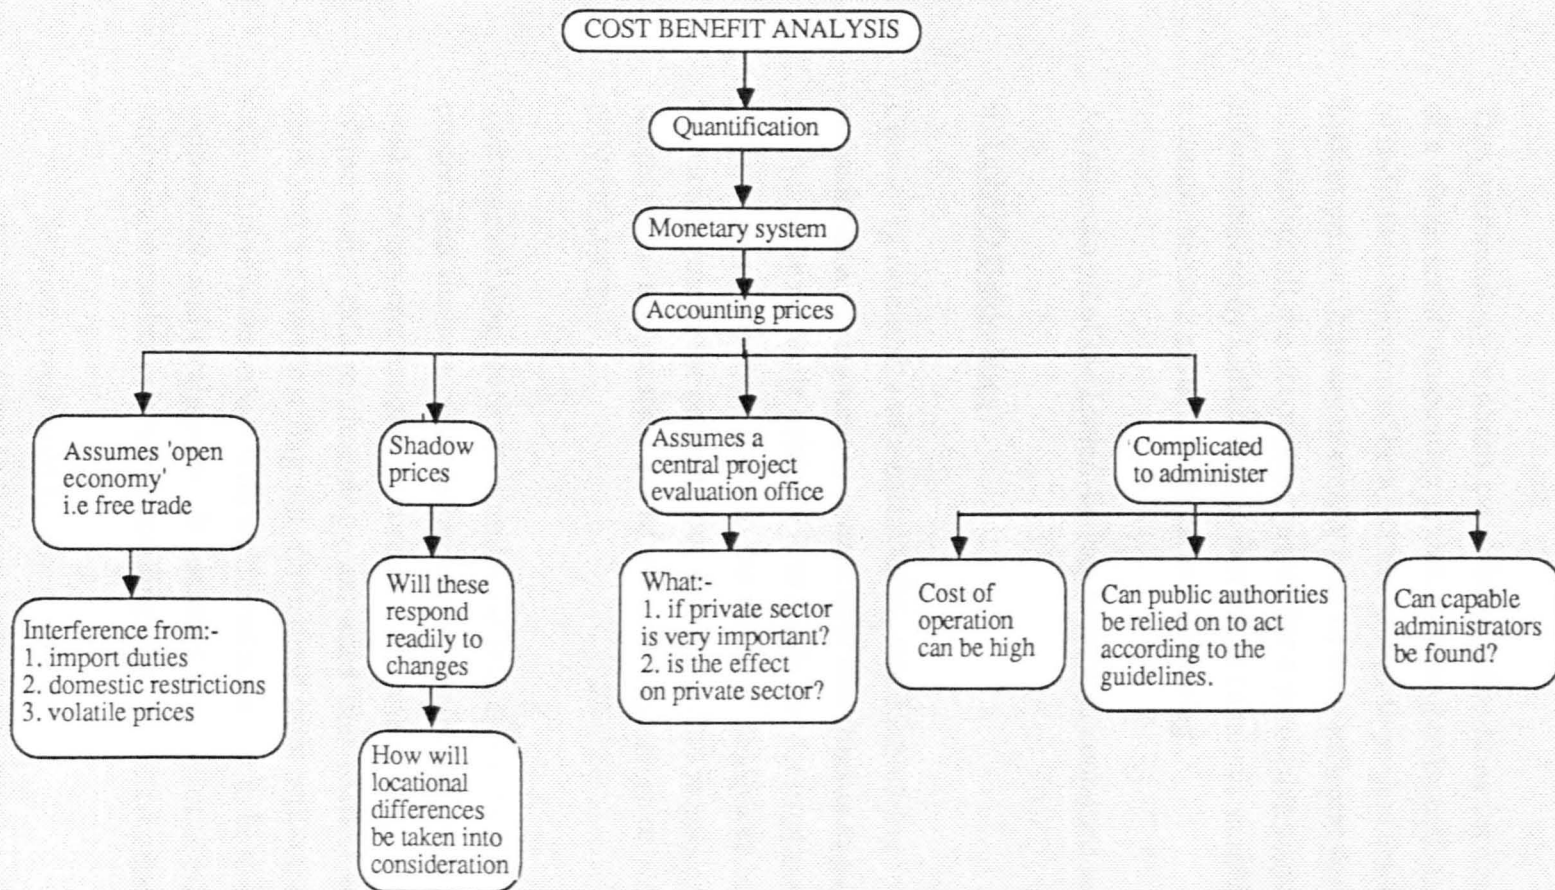 COST BENEFIT ANALYSIS
Quantification
Monetary system
Accounting prices
Assumes 'open
economy'
i.e free trade
Shadow
prices
Assumes a
central project
evaluation office
Complicated
to administer
Interference from:-
1. import duties
2. domestic restrictions
3. volatile prices
Will these
respond
readily to
changes
What:-
1. if private sector
is very important?
2. is the effect
on private sector?
Cost of
operation
can be high
Can public authorities
be relied on to act
according to the
guidelines.
Can capable
administrators
be found?
How will
locational
differences
be taken into
consideration